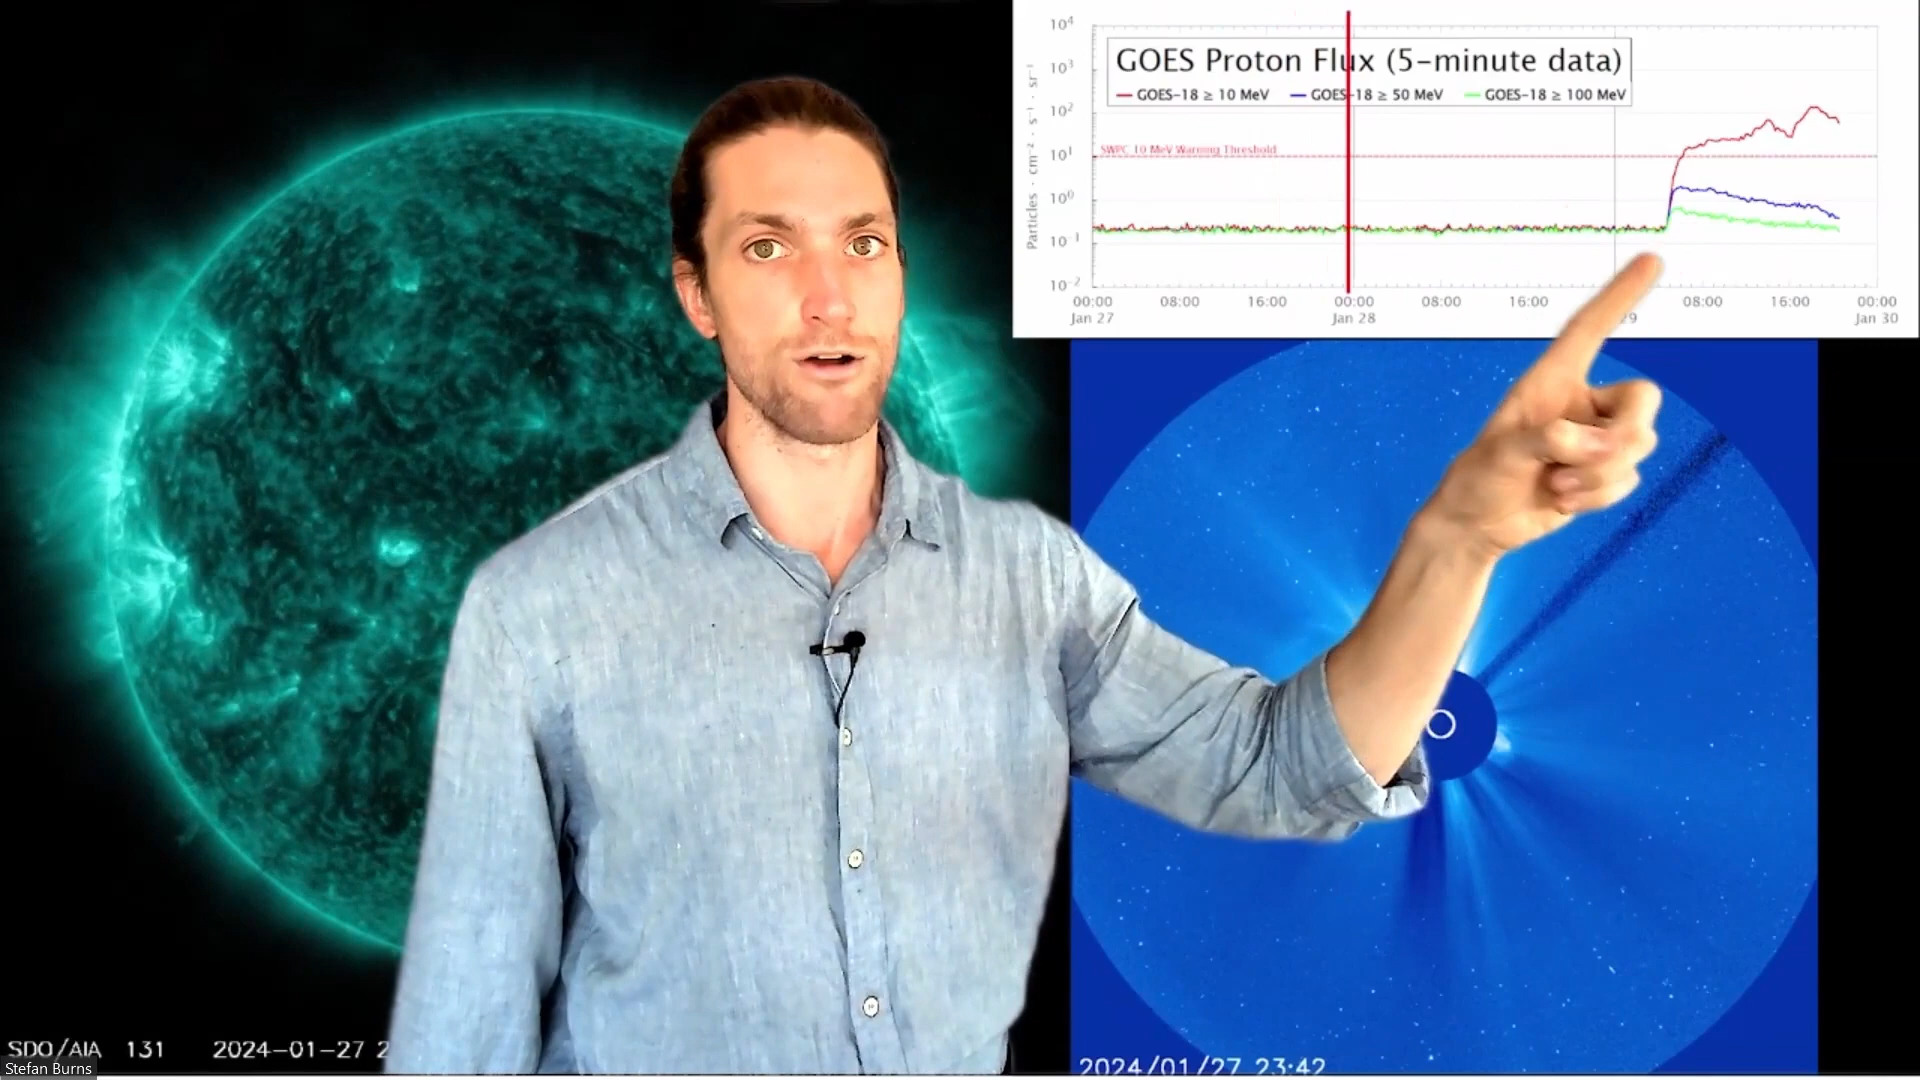 10⁴
10³
10²
10¹
10⁰
10⁻¹
10⁻²
Particles · cm⁻² · s⁻¹ · sr⁻¹
GOES Proton Flux (5-minute data)
GOES-18 ≥ 10 MeV GOES-18 ≥ 50 MeV GOES-18 ≥ 100 MeV
SWPC 10 MeV Warning Threshold
00:00 08:00 16:00 00:00 08:00 16:00 08:00 16:00 00:00
Jan 27 Jan 28 29 Jan 30
SDO/AIA 131 2024-01-27 2
Stefan Burns
2024/01/27 23:42